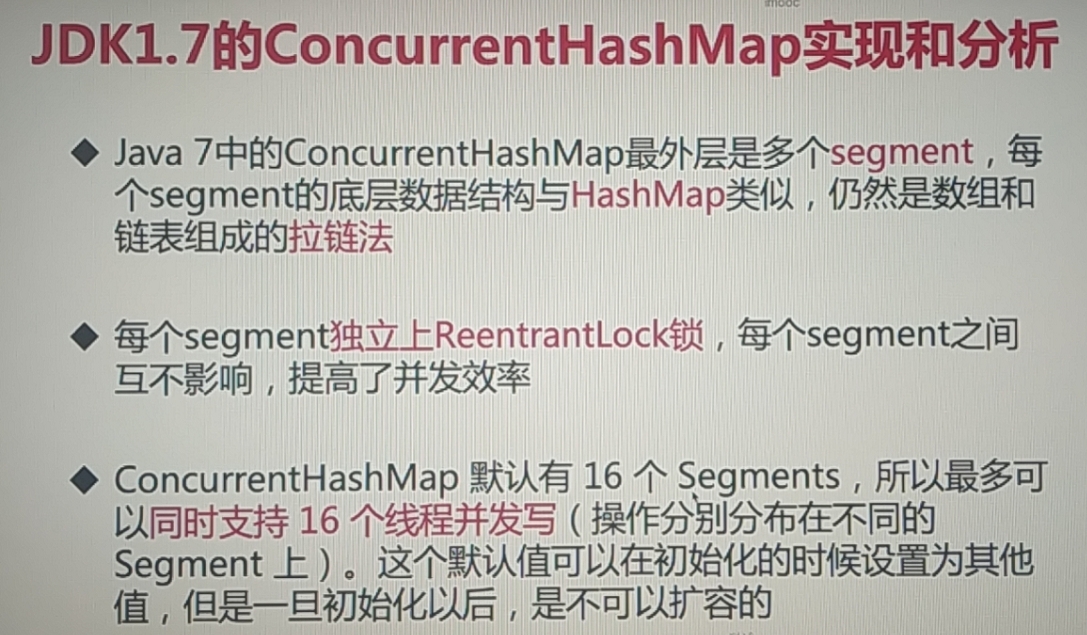 imooc
JDK1.7的ConcurrentHashMap实现和分析
Java 7中的ConcurrentHashMap最外层是多个segment，每
个segment的底层数据结构与HashMap类似，仍然是数组和
链表组成的拉链法
每个segment独立上ReentrantLock锁，每个segment之间
互不影响，提高了并发效率
ConcurrentHashMap 默认有 16 个 Segments，所以最多可
以同时支持 16 个线程并发写（操作分别分布在不同的
Segment 上）。这个默认值可以在初始化的时候设置为其他
值，但是一旦初始化以后，是不可以扩容的